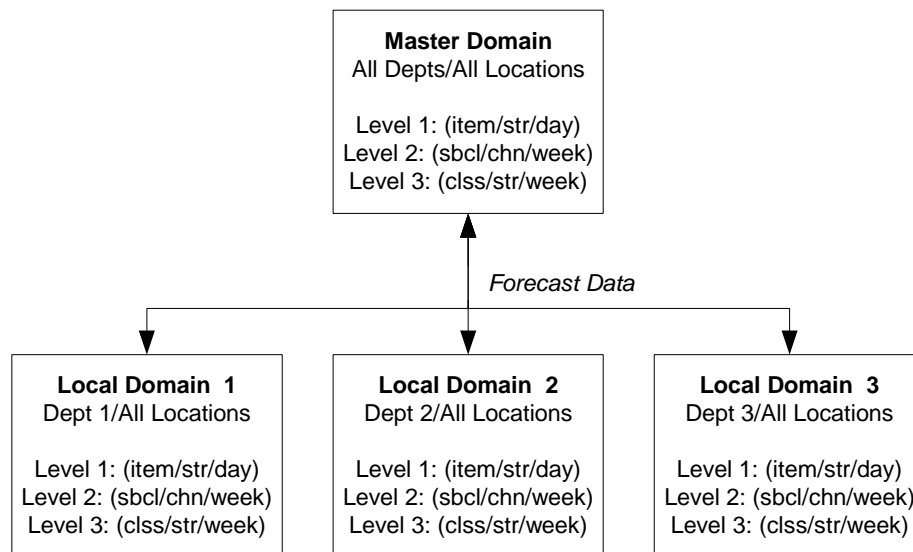 Master Domain
All Depts/All Locations
Level 1: (item/str/day)
Level 2: (sbcl/chn/week)
Level 3: (clss/str/week)
Forecast Data
Local Domain 1
Dept 1/All Locations
Level 1: (item/str/day)
Level 2: (sbcl/chn/week)
Level 3: (clss/str/week)
Local Domain 2
Dept 2/All Locations
Level 1: (item/str/day)
Level 2: (sbcl/chn/week)
Level 3: (clss/str/week)
Local Domain 3
Dept 3/All Locations
Level 1: (item/str/day)
Level 2: (sbcl/chn/week)
Level 3: (clss/str/week)